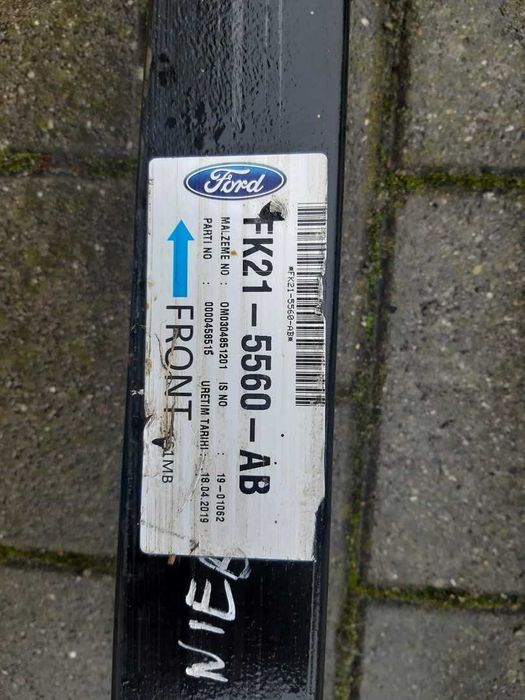 Ford
*FK21-5560-AB*
FK21-5560-AB
MALZEME NO : OM0304851201 IS NO : 19-01062
PARTI NO : 0000458515 URETIM TARIHI : 18.04.2019
FRONT